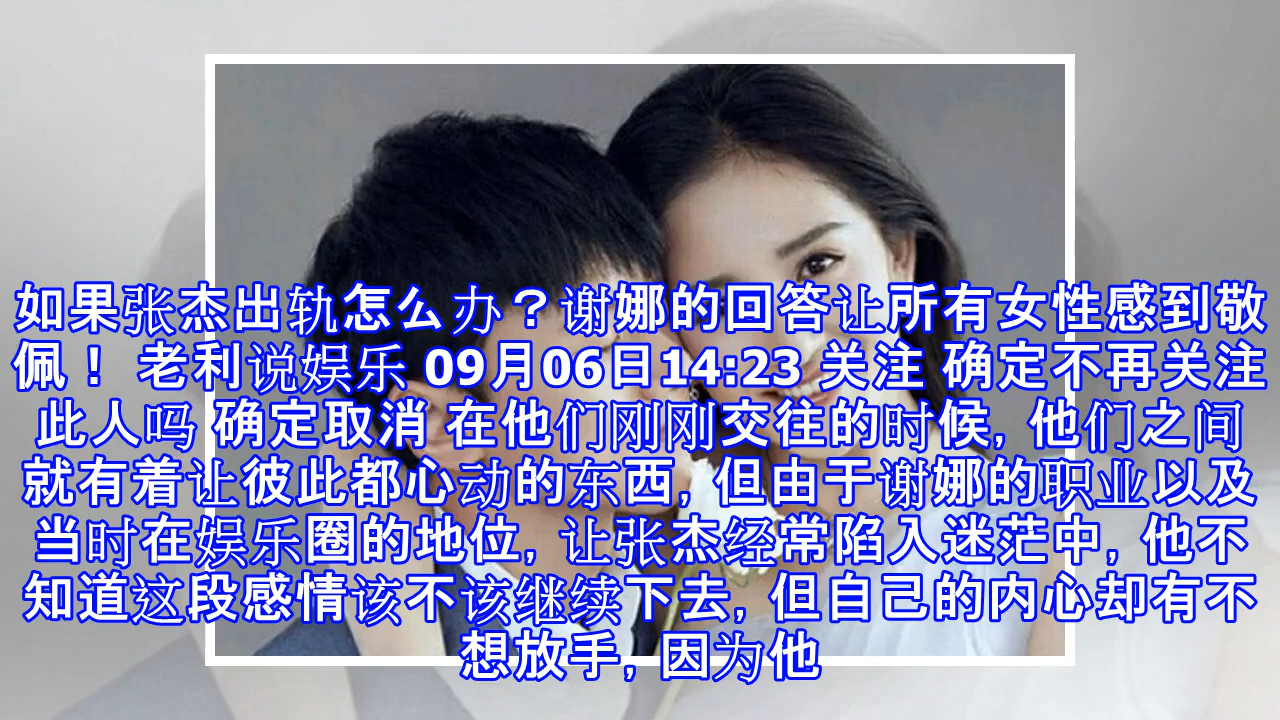 如果张杰出轨怎么办？谢娜的回答让所有女性感到敬
佩！ 老利说娱乐 09月06日14:23 关注 确定不再关注
此人吗 确定取消 在他们刚刚交往的时候, 他们之间
就有着让彼此都心动的东西, 但由于谢娜的职业以及
当时在娱乐圈的地位, 让张杰经常陷入迷茫中, 他不
知道这段感情该不该继续下去, 但自己的内心却有不
想放手, 因为他